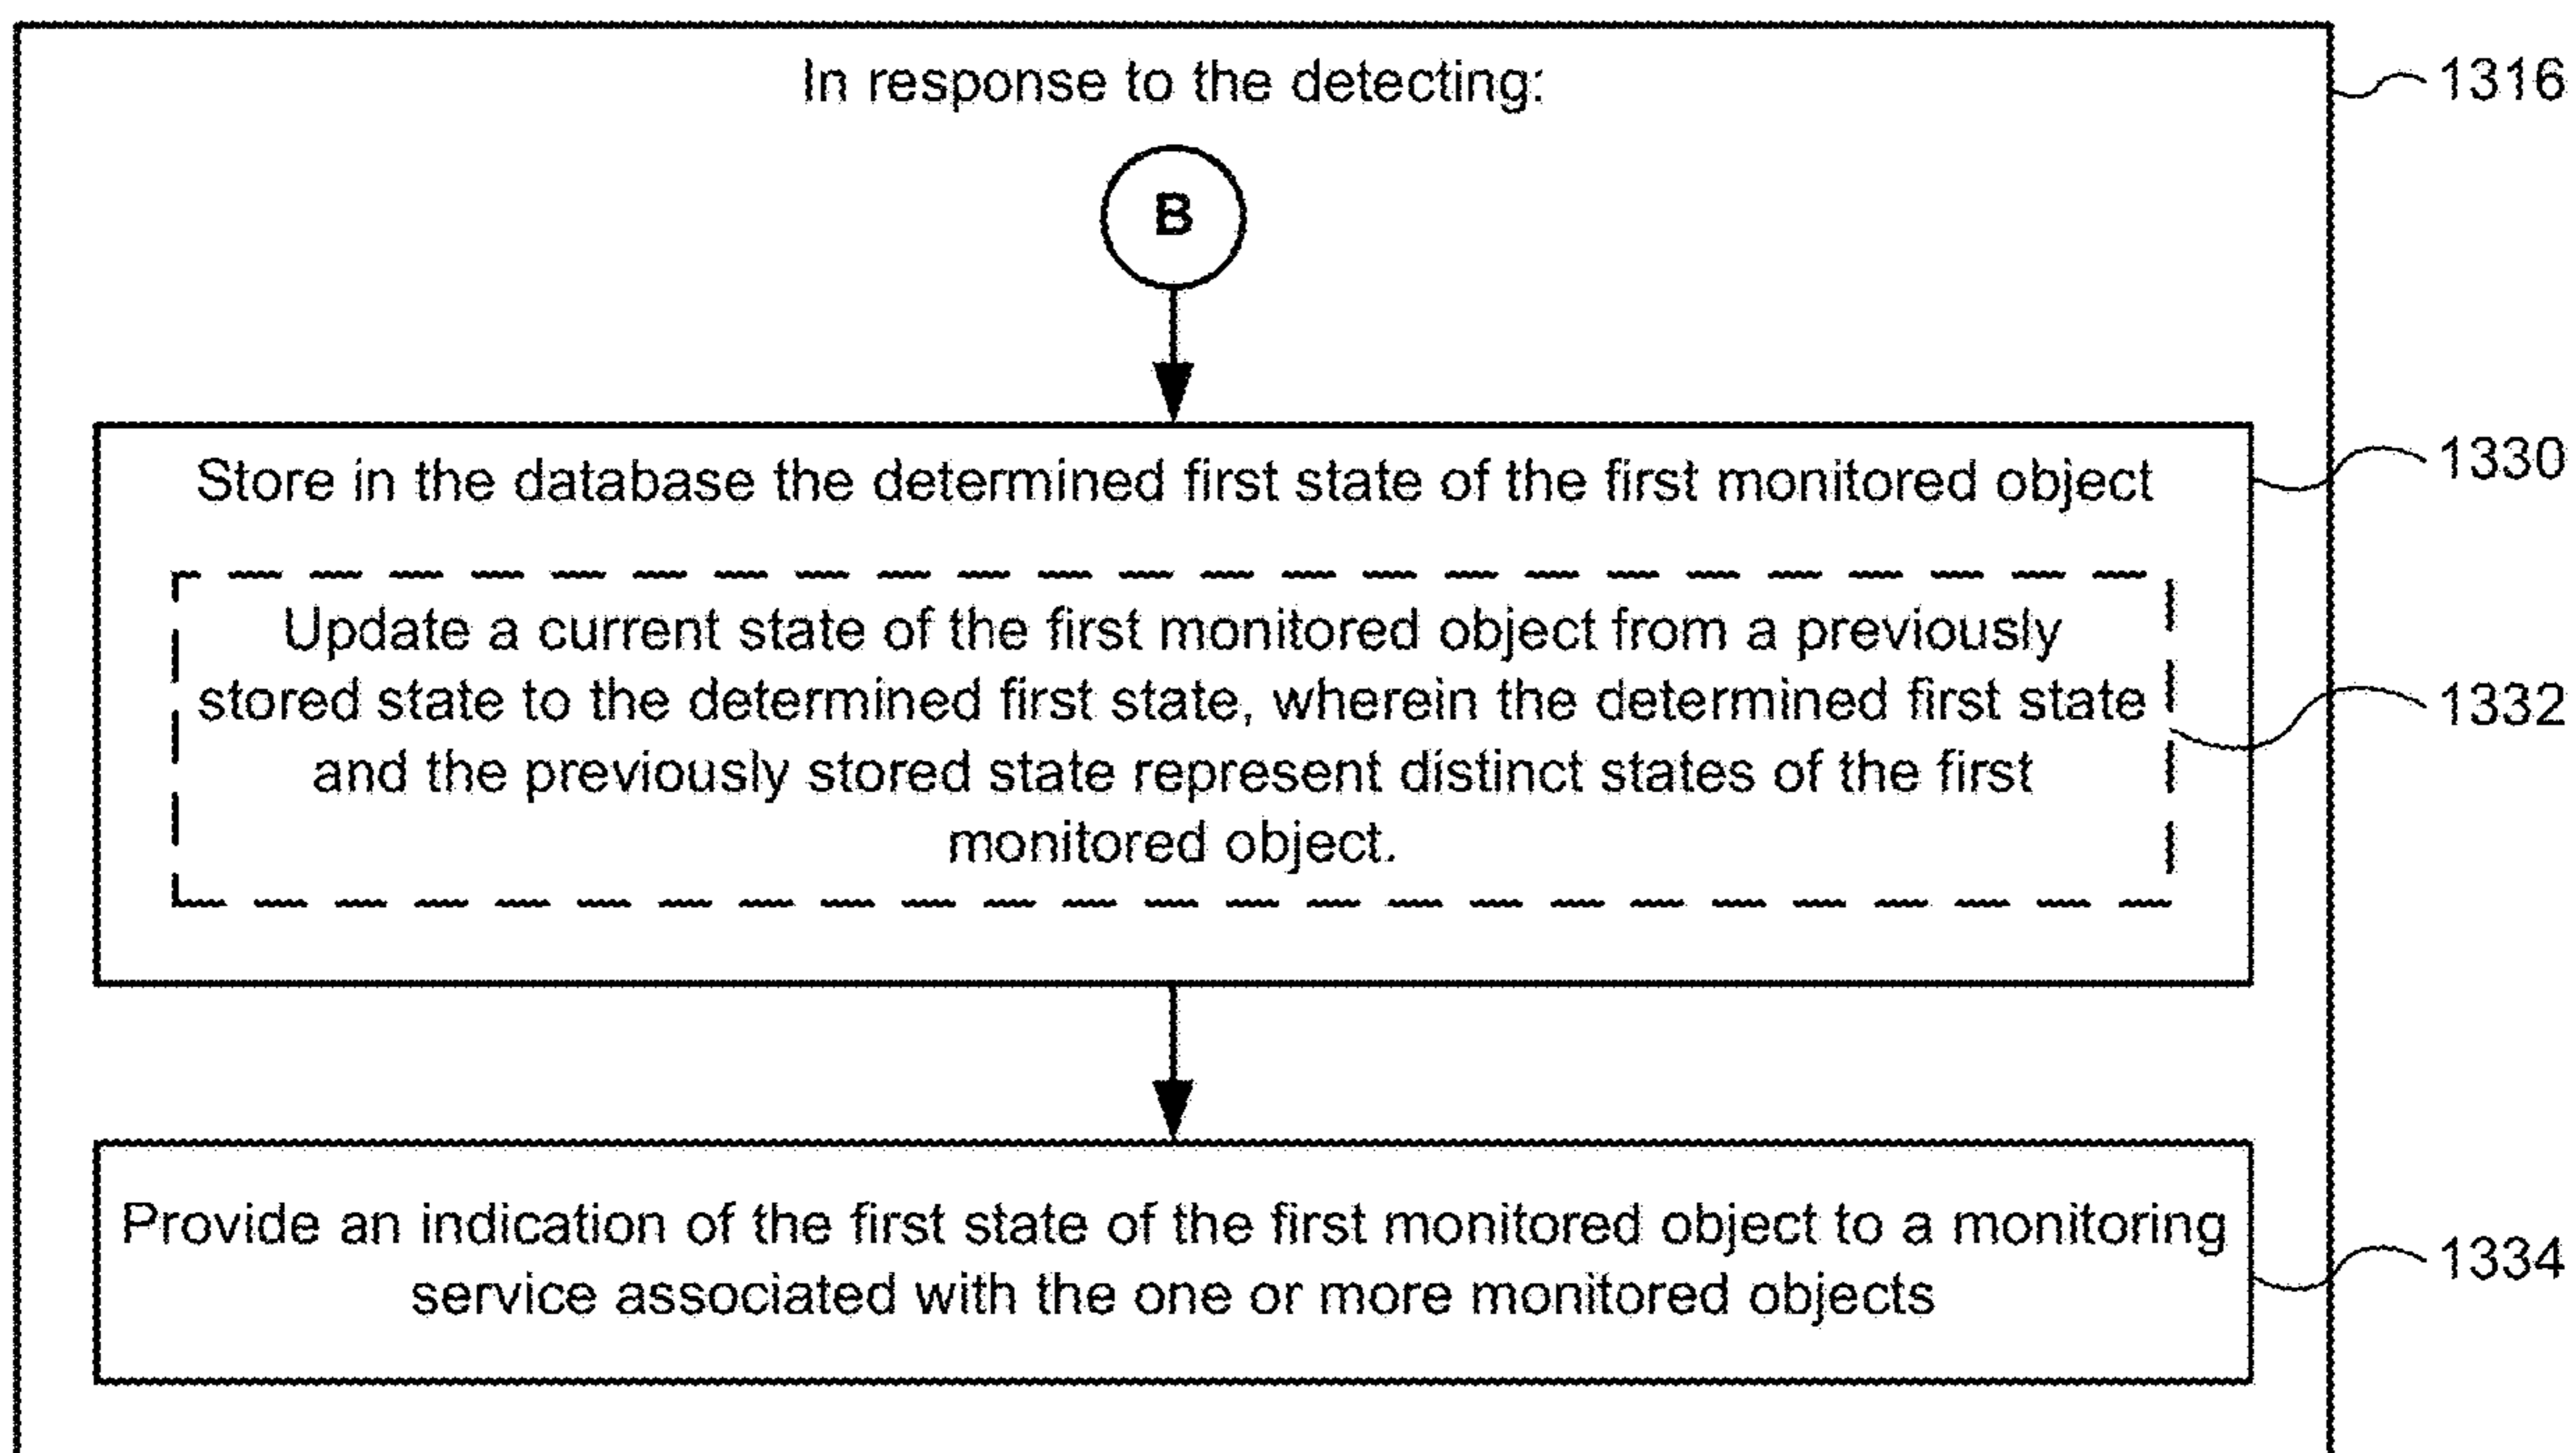 In response to the detecting:
1316
B
Store in the database the determined first state of the first monitored object
1330
Update a current state of the first monitored object from a previously
stored state to the determined first state, wherein the determined first state
1332
and the previously stored state represent distinct states of the first
monitored object.
Provide an indication of the first state of the first monitored object to a monitoring
service associated with the one or more monitored objects
1334